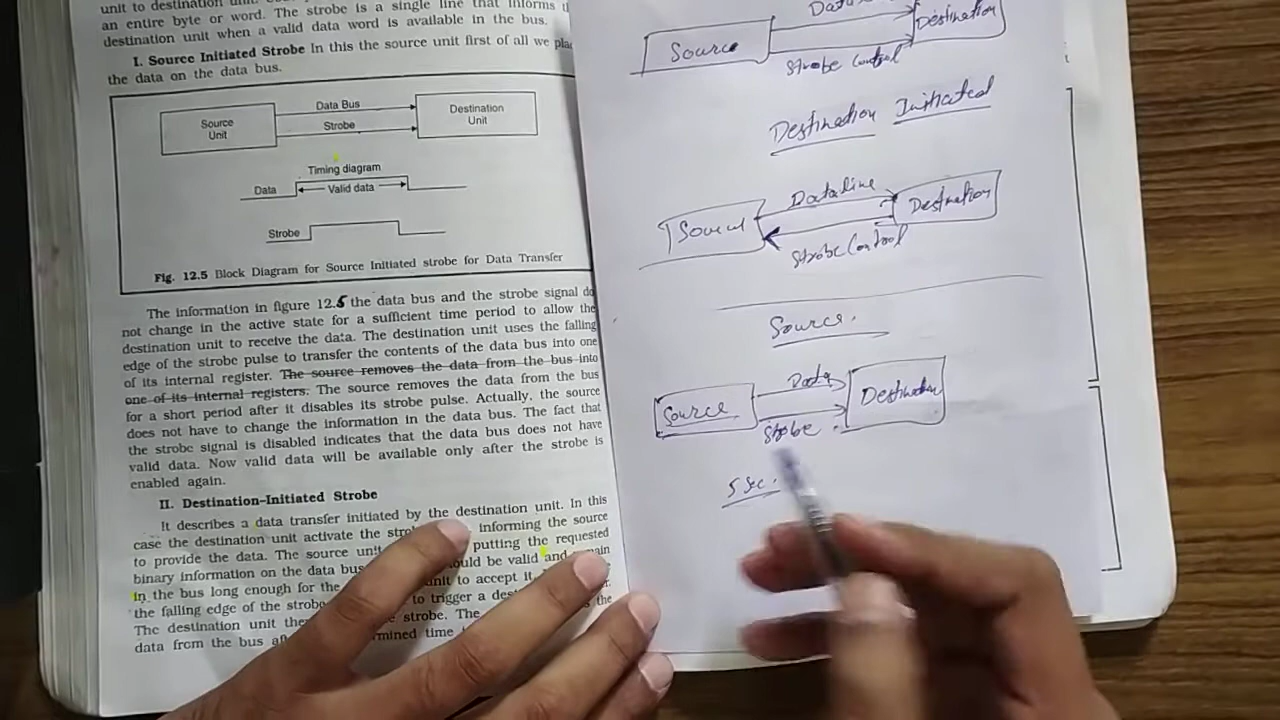 unit to destination unit.
an entire byte or word. The strobe is a single line that informs
destination unit when a valid data word is available in the bus.
I. Source Initiated Strobe In this the source unit first of all we
the data on the data bus.
Source
Unit
Data Bus
Strobe
Destination
Unit
Timing diagram
Data
Valid data
Strobe
Fig. 12.5 Block Diagram for Source Initiated strobe for Data Transfer
The information in figure 12.5 the data bus and the strobe signal do
not change in the active state for a sufficient time period to allow the
destination unit to receive the data. The destination unit uses the falling
edge of the strobe pulse to transfer the contents of the data bus into one
of its internal register. The source removes the data from the bus into
one of its internal registers. The source removes the data from the bus
for a short period after it disables its strobe pulse. Actually, the source
does not have to change the information in the data bus. The fact that
the strobe signal is disabled indicates that the data bus does not have
valid data. Now valid data will be available only after the strobe is
enabled again.
II. Destination-Initiated Strobe
It describes a data transfer initiated by the destination unit. In this
case the destination unit activate the informing the source
to provide the data. The source unit putting the requested
binary information on the data bus be valid and
in the bus long enough for the unit to accept it.
the falling edge of the to trigger a
The destination unit strobe. The
data from the bus time the
Source
Destination
Strobe Control
Destination Initiated
Source
Data line
Destination
Strobe Control
Source.
Source
Data
Destination
Strobe
5 sec.